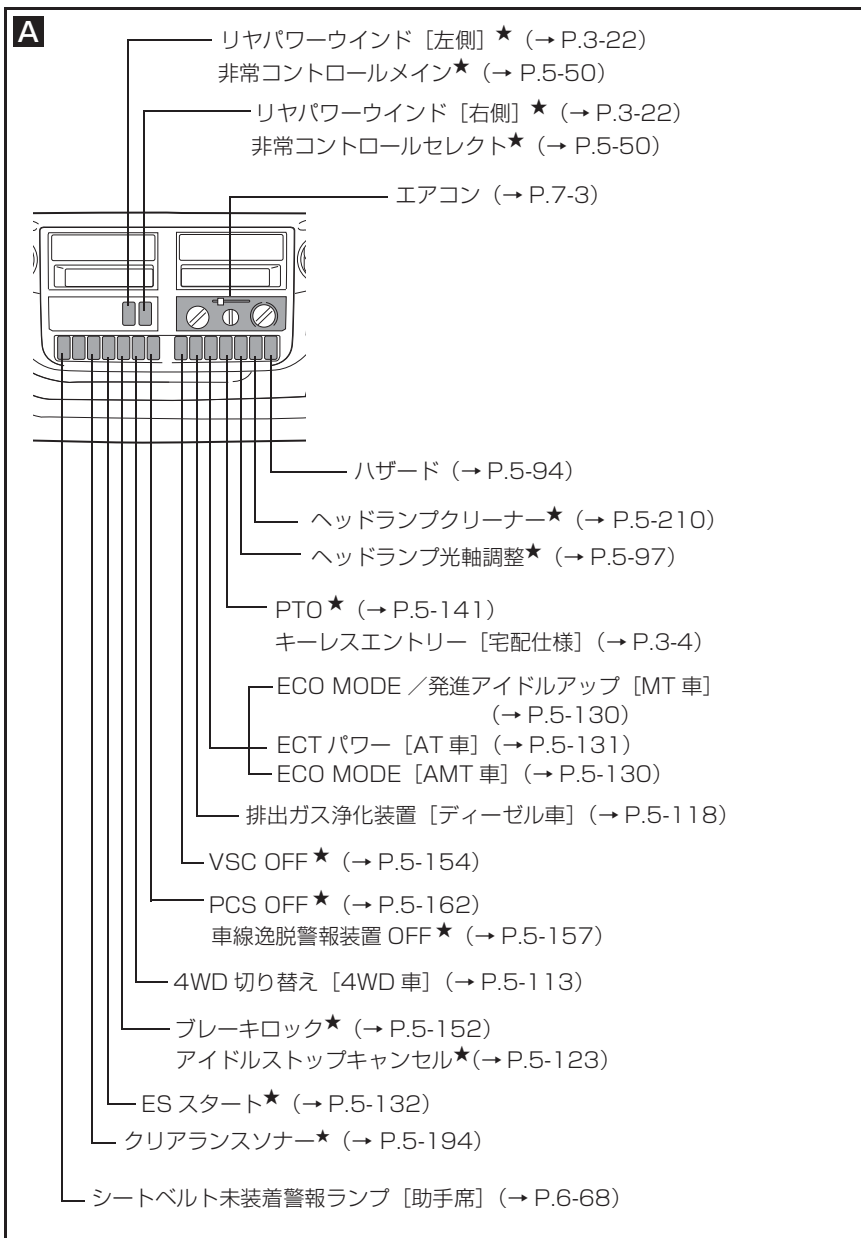 A
リヤパワーウインド［左側］★（→ P.3-22）
非常コントロールメイン★（→ P.5-50）
リヤパワーウインド［右側］★（→ P.3-22）
非常コントロールセレクト★（→ P.5-50）
エアコン（→ P.7-3）
ハザード（→ P.5-94）
ヘッドランプクリーナー★（→ P.5-210）
ヘッドランプ光軸調整★（→ P.5-97）
PTO★（→ P.5-141）
キーレスエントリー［宅配仕様］（→ P.3-4）
ECO MODE ／発進アイドルアップ［MT 車］
（→ P.5-130）
ECT パワー［AT 車］（→ P.5-131）
ECO MODE［AMT 車］（→ P.5-130）
排出ガス浄化装置［ディーゼル車］（→ P.5-118）
VSC OFF★（→ P.5-154）
PCS OFF★（→ P.5-162）
車線逸脱警報装置 OFF★（→ P.5-157）
4WD 切り替え［4WD 車］（→ P.5-113）
ブレーキロック★（→ P.5-152）
アイドルストップキャンセル★（→ P.5-123）
ES スタート★（→ P.5-132）
クリアランスソナー★（→ P.5-194）
シートベルト未装着警報ランプ［助手席］（→ P.6-68）